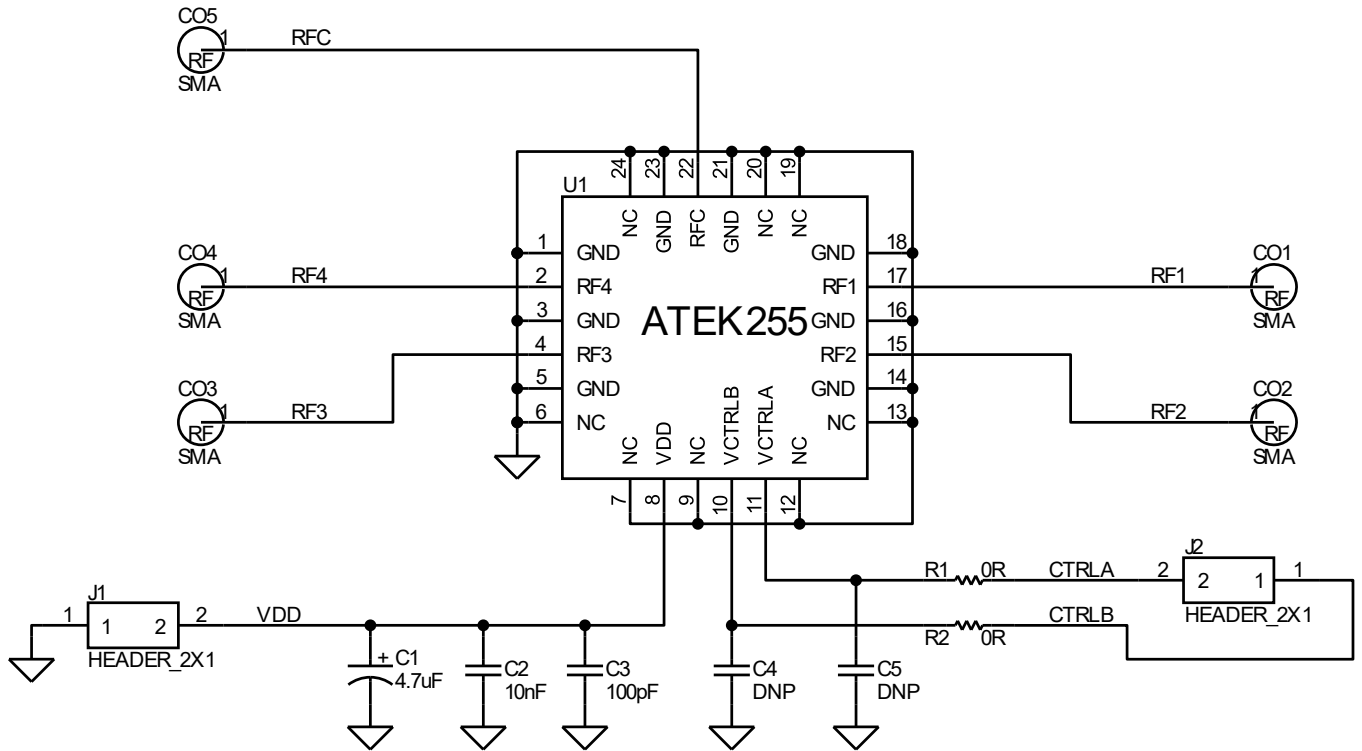 CO5
1
RFC
RF
SMA
24
23
22
21
20
19
U1
NC
GND
RFC
GND
NC
NC
1
GND
GND
18
CO4
1
RF4
RF
SMA
2
RF4
RF1
17
RF1
CO1
1
RF
SMA
3
GND
ATEK255
GND
16
4
RF3
RF2
15
5
GND
GND
14
CO3
1
RF3
RF
SMA
6
NC
NC
13
RF2
CO2
1
RF
SMA
NC
VDD
NC
VCTRLB
VCTRLA
NC
7
8
9
10
11
12
J1
1
1
2
2
VDD
HEADER_2X1
R1
0R
CTRLA
J2
2
2
1
1
HEADER_2X1
R2
0R
CTRLB
+ C1
4.7uF
C2
10nF
C3
100pF
C4
DNP
C5
DNP